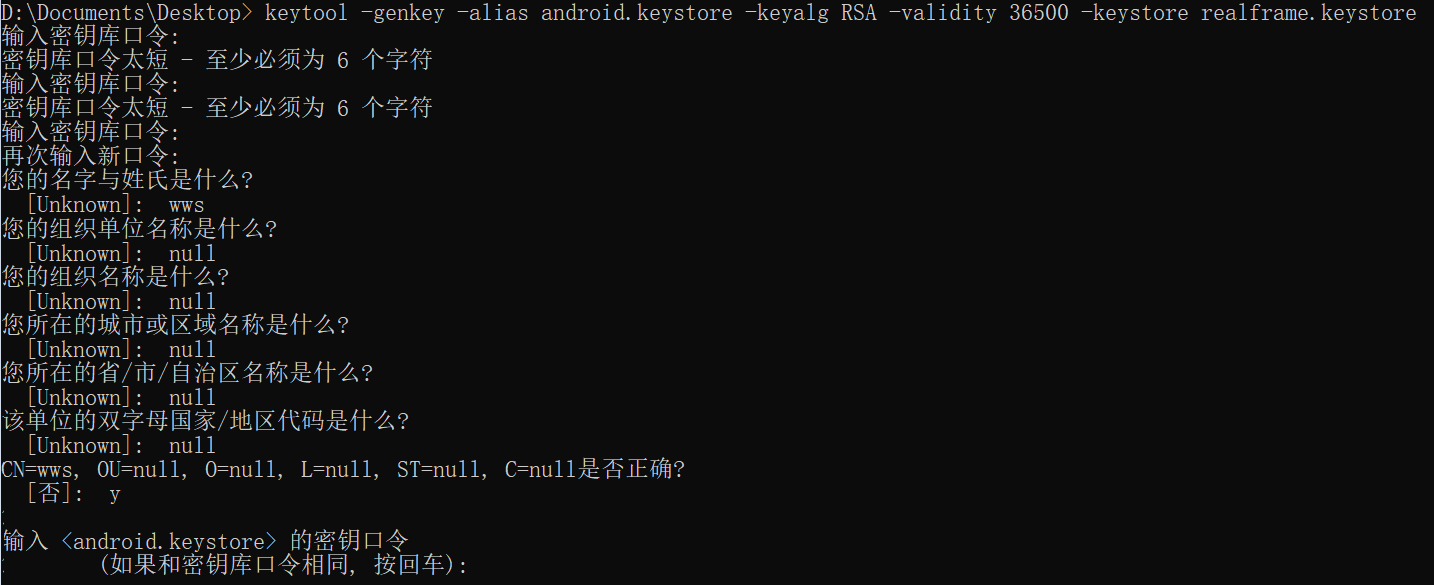 D:\Documents\Desktop> keytool -genkey -alias android.keystore -keyalg RSA -validity 36500 -keystore realframe.keystore
输入密钥库口令:
密钥库口令太短 - 至少必须为 6 个字符
输入密钥库口令:
密钥库口令太短 - 至少必须为 6 个字符
输入密钥库口令:
再次输入新口令:
您的名字与姓氏是什么?
[Unknown]: wws
您的组织单位名称是什么?
[Unknown]: null
您的组织名称是什么?
[Unknown]: null
您所在的城市或区域名称是什么?
[Unknown]: null
您所在的省/市/自治区名称是什么?
[Unknown]: null
该单位的双字母国家/地区代码是什么?
[Unknown]: null
CN=wws, OU=null, O=null, L=null, ST=null, C=null是否正确?
[否]: y
输入 <android.keystore> 的密钥口令
(如果和密钥库口令相同, 按回车):